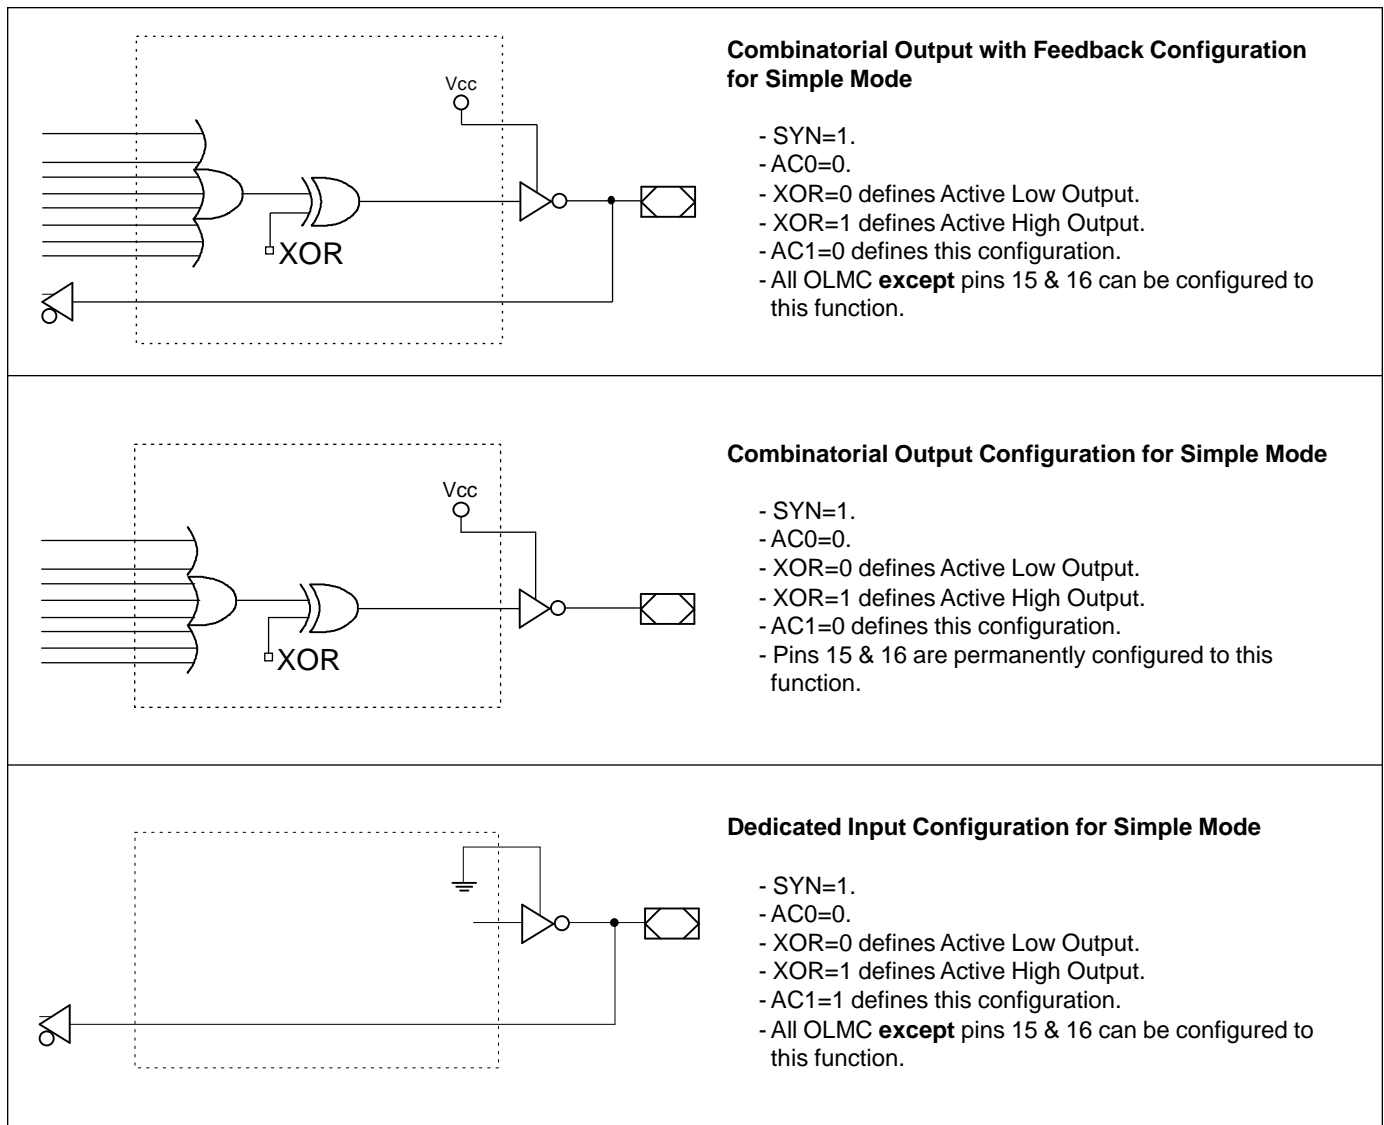 Vcc
XOR
Combinatorial Output with Feedback Configuration
for Simple Mode
- SYN=1.
- AC0=0.
- XOR=0 defines Active Low Output.
- XOR=1 defines Active High Output.
- AC1=0 defines this configuration.
- All OLMC except pins 15 & 16 can be configured to
this function.
Vcc
XOR
Combinatorial Output Configuration for Simple Mode
- SYN=1.
- AC0=0.
- XOR=0 defines Active Low Output.
- XOR=1 defines Active High Output.
- AC1=0 defines this configuration.
- Pins 15 & 16 are permanently configured to this
function.
Dedicated Input Configuration for Simple Mode
- SYN=1.
- AC0=0.
- XOR=0 defines Active Low Output.
- XOR=1 defines Active High Output.
- AC1=1 defines this configuration.
- All OLMC except pins 15 & 16 can be configured to
this function.